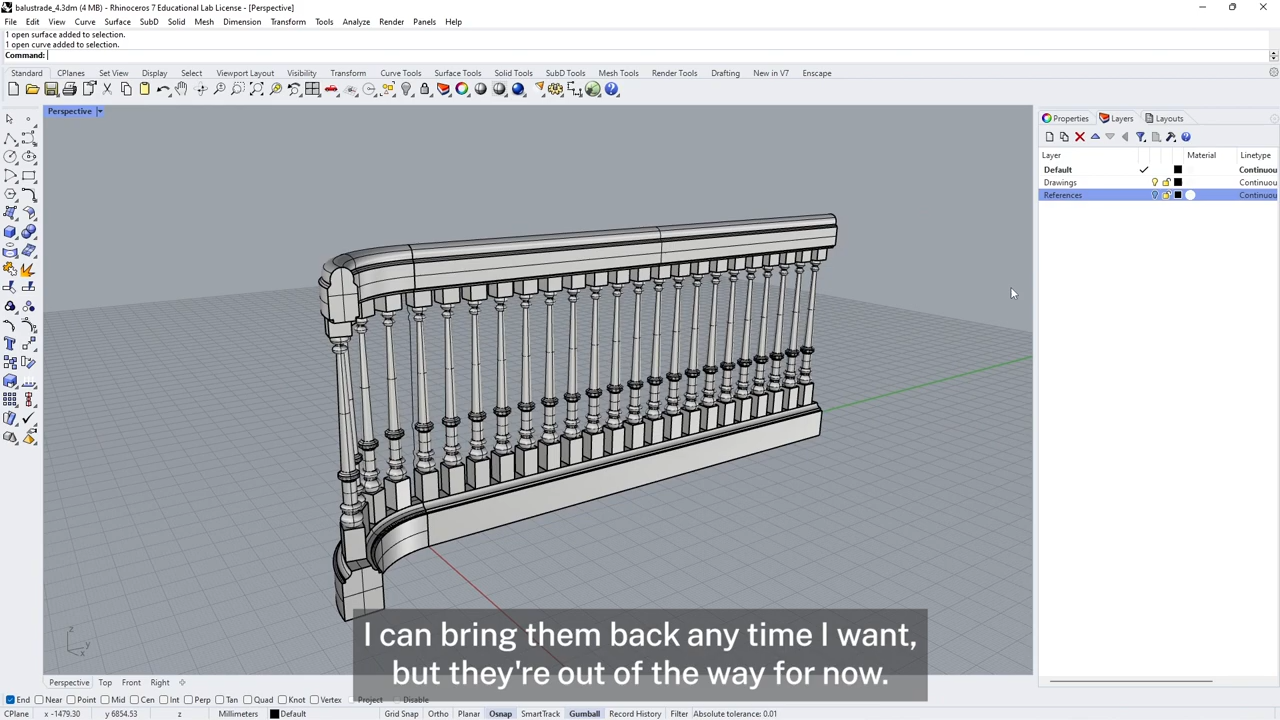 balustrade_4.3dm (4 MB) - Rhinoceros 7 Educational Lab License - [Perspective]
File Edit View Curve Surface SubD Solid Mesh Dimension Transform Tools Analyze Render Panels Help
1 open surface added to selection.
1 open curve added to selection.
Command:
Standard CPlanes Set View Display Select Viewport Layout Visibility Transform Curve Tools Surface Tools Solid Tools SubD Tools Mesh Tools Render Tools Drafting New in V7 Enscape
Perspective
Properties Layers Layouts
Layer Material Linetype
Default Continuou
Drawings Continuou
References Continuou
z
y
x
I can bring them back any time I want,
but they're out of the way for now.
Perspective Top Front Right
End Near Point Mid Cen Int Perp Tan Quad Knot Vertex Project Disable
CPlane x -1479.30 y 6854.53 z Millimeters Default Grid Snap Ortho Planar Osnap SmartTrack Gumball Record History Filter Absolute tolerance: 0.01